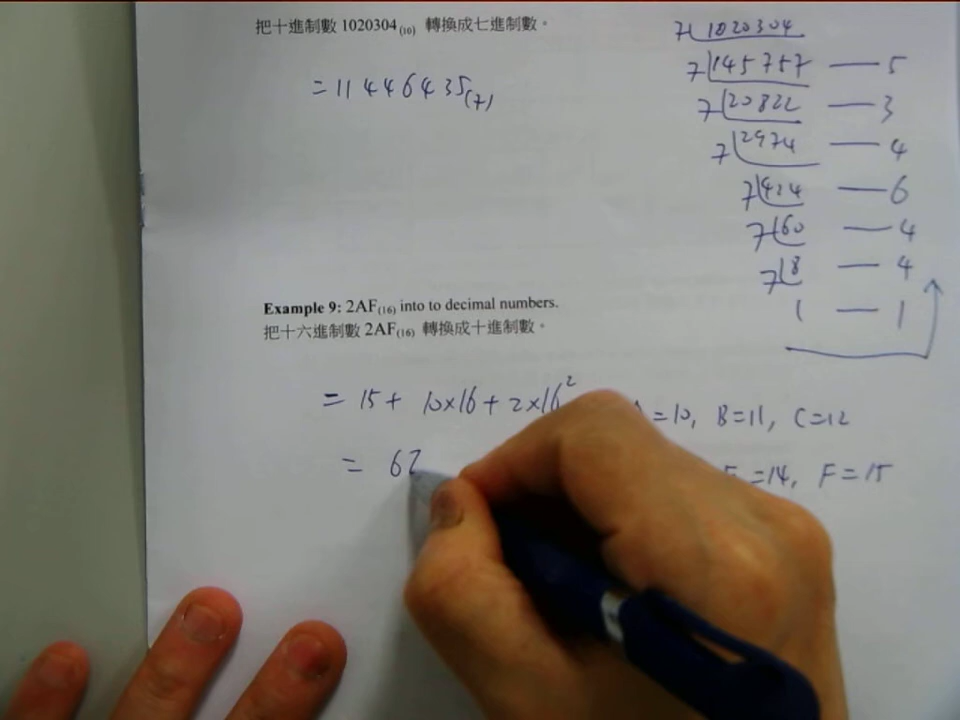 把十進制數 1020304 (10) 轉換成七進制數。
= 11446435(7)
7 1020304
7 145757 — 5
7 20822 — 3
7 2974 — 4
7 424 — 6
7 60 — 4
7 8 — 4
1 — 1
Example 9: 2AF(16) into to decimal numbers.
把十六進制數 2AF(16) 轉換成十進制數。
= 15 + 10×16 + 2×16²
=10, B=11, C=12
= 6
=14, F=15